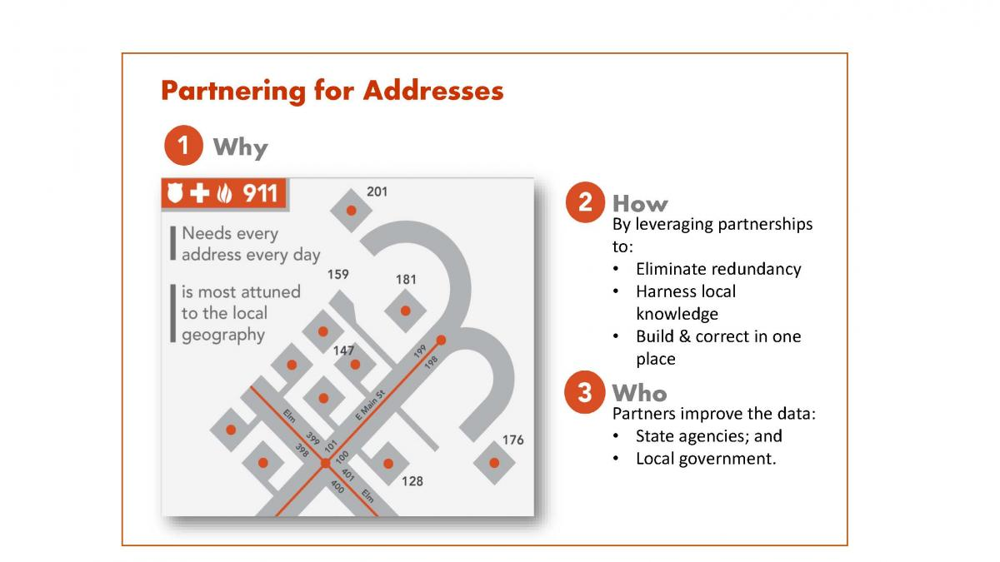 Partnering for Addresses
1 Why
911
Needs every
address every day
is most attuned
to the local
geography
201
159
181
147
199
198
E Main St
Elm
399
398
101
100
401
400
Elm
128
176
2 How
By leveraging partnerships
to:
• Eliminate redundancy
• Harness local
knowledge
• Build & correct in one
place
3 Who
Partners improve the data:
• State agencies; and
• Local government.